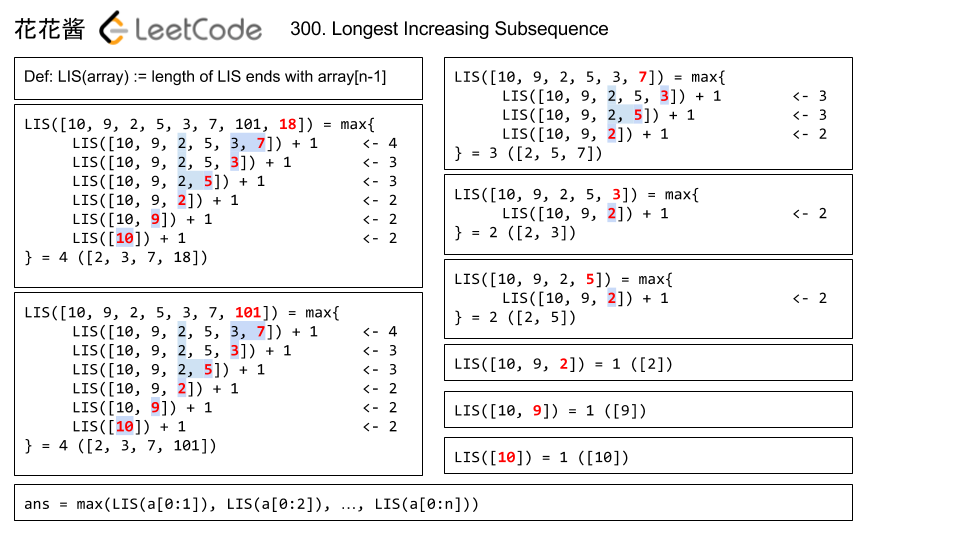 花花酱 LeetCode 300. Longest Increasing Subsequence
Def: LIS(array) := length of LIS ends with array[n-1]
LIS([10, 9, 2, 5, 3, 7, 101, 18]) = max{
LIS([10, 9, 2, 5, 3, 7]) + 1 <- 4
LIS([10, 9, 2, 5, 3]) + 1 <- 3
LIS([10, 9, 2, 5]) + 1 <- 3
LIS([10, 9, 2]) + 1 <- 2
LIS([10, 9]) + 1 <- 2
LIS([10]) + 1 <- 2
} = 4 ([2, 3, 7, 18])
LIS([10, 9, 2, 5, 3, 7, 101]) = max{
LIS([10, 9, 2, 5, 3, 7]) + 1 <- 4
LIS([10, 9, 2, 5, 3]) + 1 <- 3
LIS([10, 9, 2, 5]) + 1 <- 3
LIS([10, 9, 2]) + 1 <- 2
LIS([10, 9]) + 1 <- 2
LIS([10]) + 1 <- 2
} = 4 ([2, 3, 7, 101])
LIS([10, 9, 2, 5, 3, 7]) = max{
LIS([10, 9, 2, 5, 3]) + 1 <- 3
LIS([10, 9, 2, 5]) + 1 <- 3
LIS([10, 9, 2]) + 1 <- 2
} = 3 ([2, 5, 7])
LIS([10, 9, 2, 5, 3]) = max{
LIS([10, 9, 2]) + 1 <- 2
} = 2 ([2, 3])
LIS([10, 9, 2, 5]) = max{
LIS([10, 9, 2]) + 1 <- 2
} = 2 ([2, 5])
LIS([10, 9, 2]) = 1 ([2])
LIS([10, 9]) = 1 ([9])
LIS([10]) = 1 ([10])
ans = max(LIS(a[0:1]), LIS(a[0:2]), …, LIS(a[0:n]))